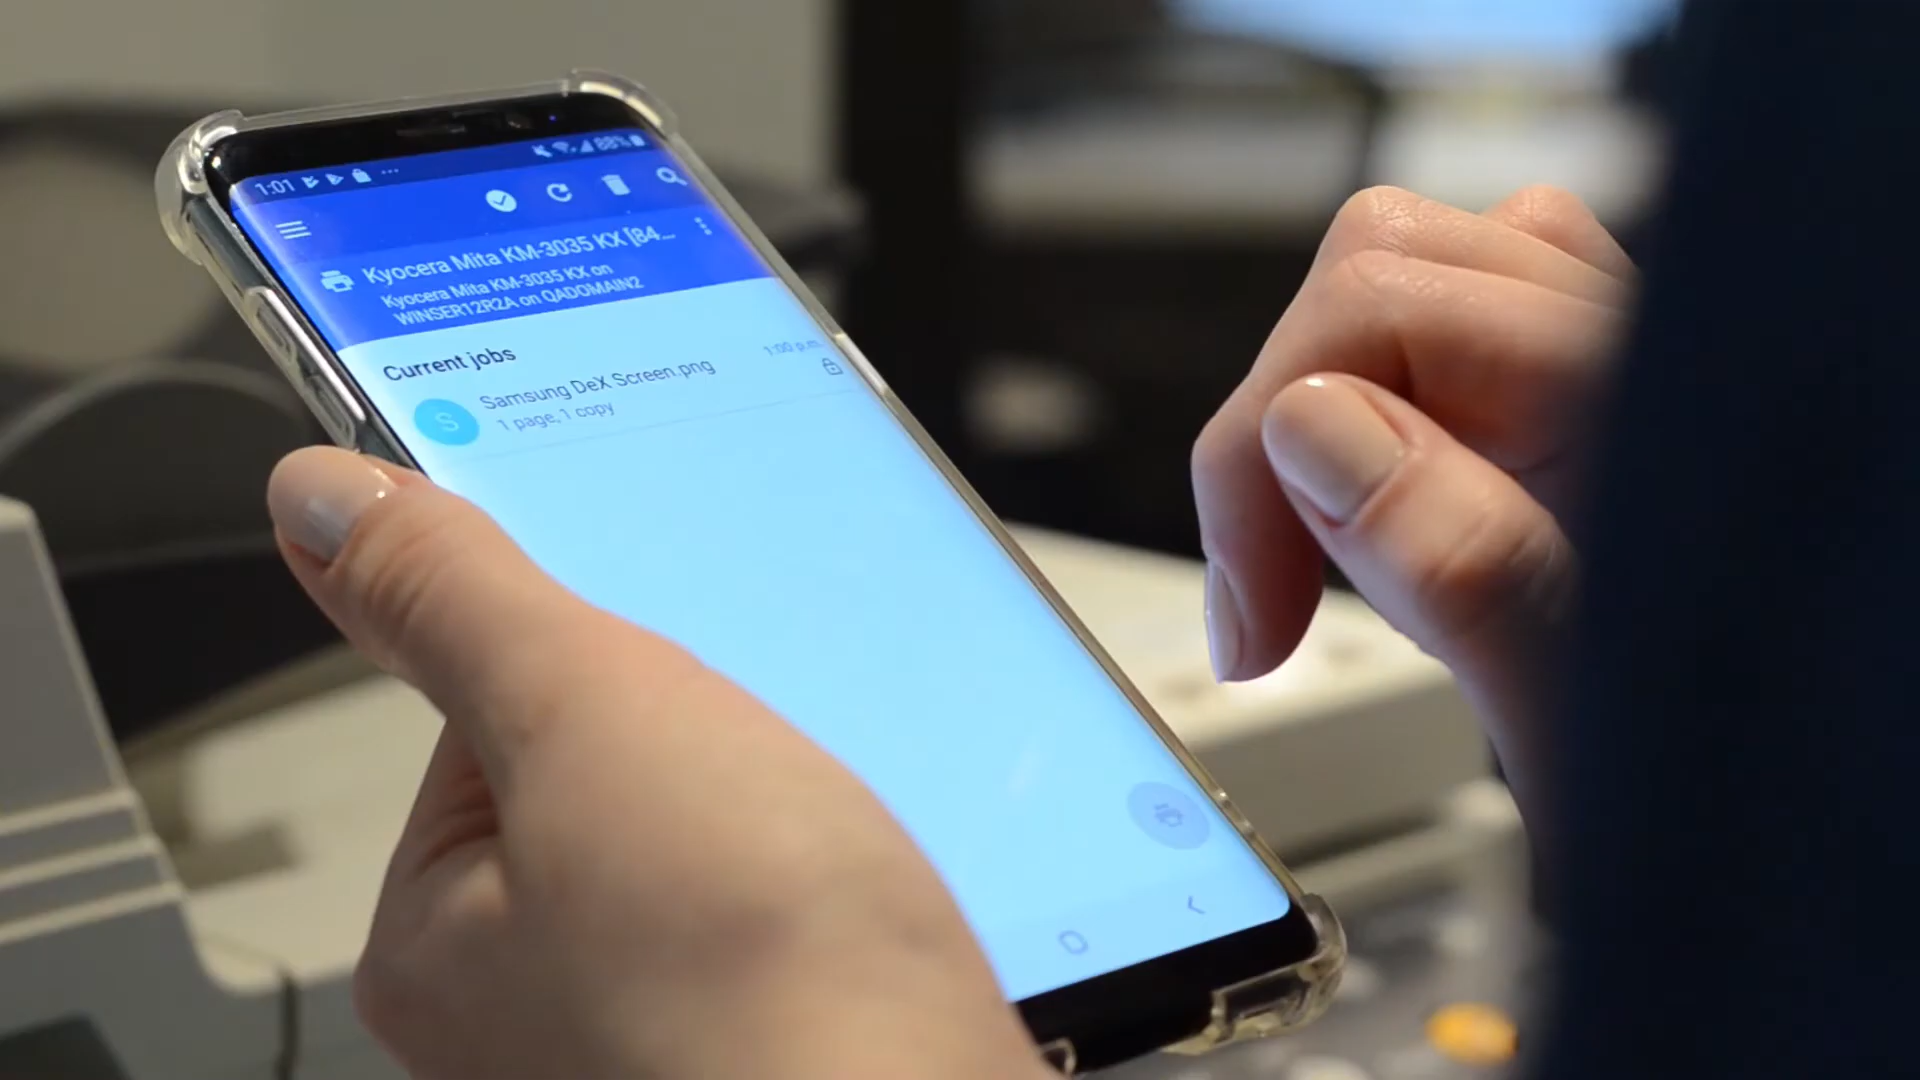 1:01
88%
Kyocera Mita KM-3035 KX [84...
Kyocera Mita KM-3035 KX on
WINSER12R2A on QADOMAIN2
Current jobs
Samsung DeX Screen.png
1:00 p.m.
S
1 page, 1 copy